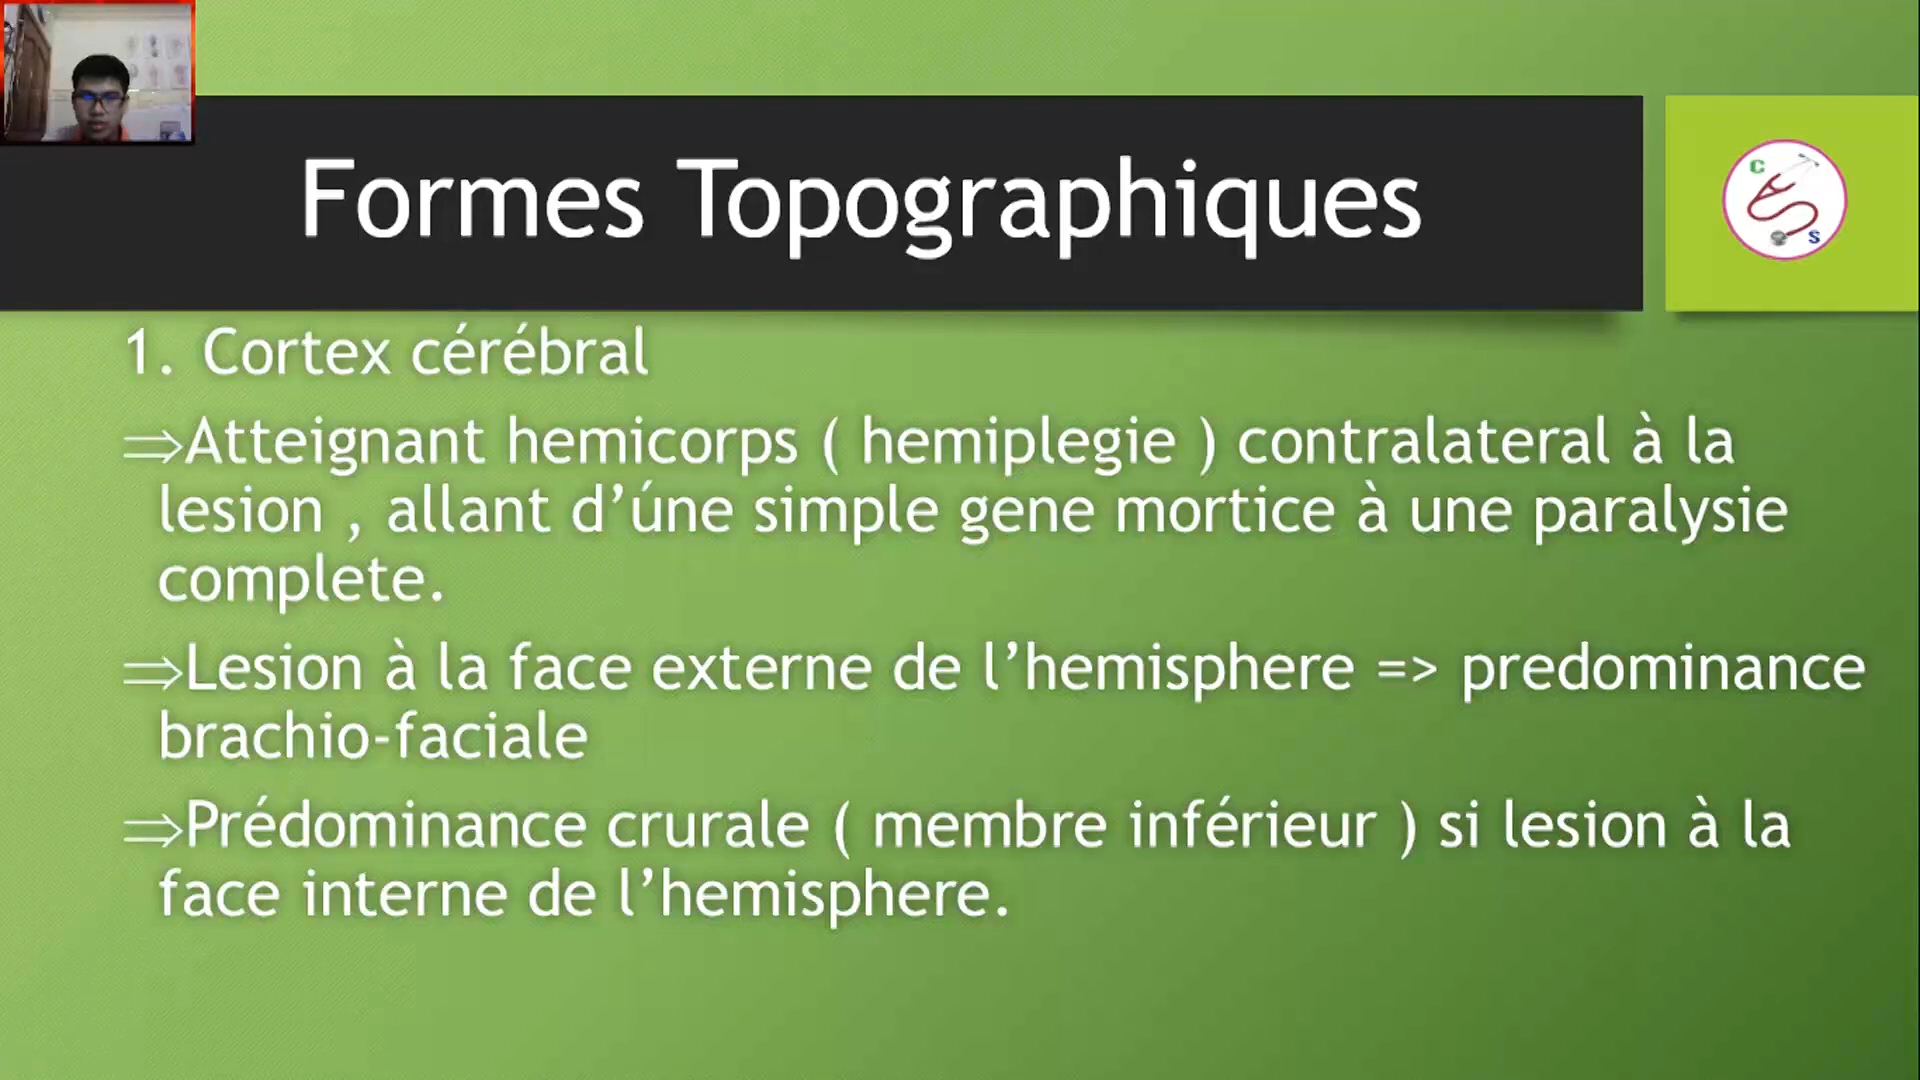 Formes Topographiques
C
S
1. Cortex cérébral
⇒Atteignant hemicorps ( hemiplegie ) contralateral à la
lesion , allant d’úne simple gene mortice à une paralysie
complete.
⇒Lesion à la face externe de l’hemisphere => predominance
brachio-faciale
⇒Prédominance crurale ( membre inférieur ) si lesion à la
face interne de l’hemisphere.